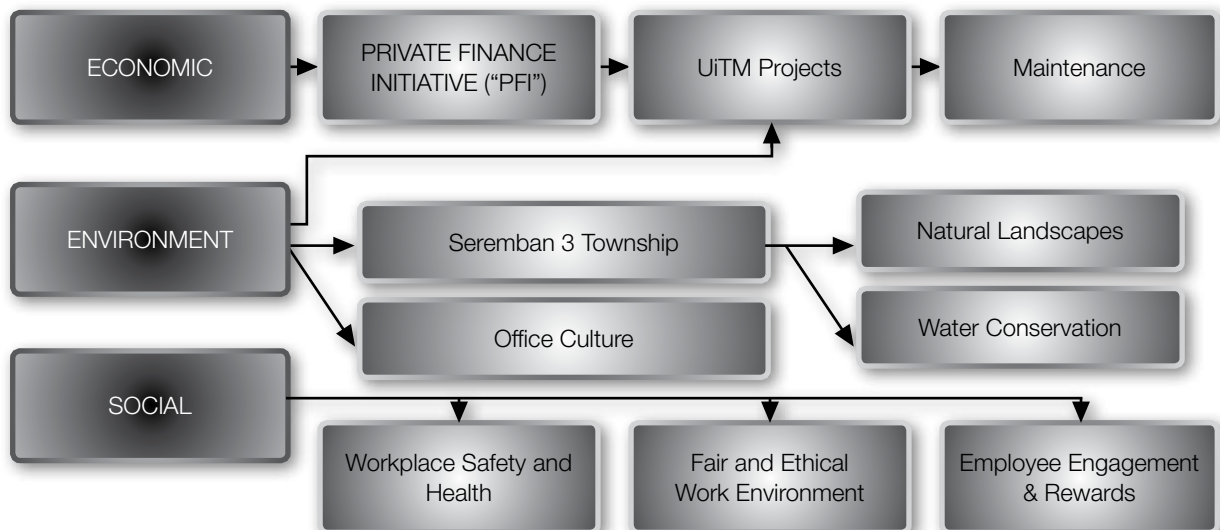 ECONOMIC
PRIVATE FINANCE
INITIATIVE (“PFI”)
UiTM Projects
Maintenance
ENVIRONMENT
Seremban 3 Township
Natural Landscapes
Office Culture
Water Conservation
SOCIAL
Workplace Safety and
Health
Fair and Ethical
Work Environment
Employee Engagement
& Rewards